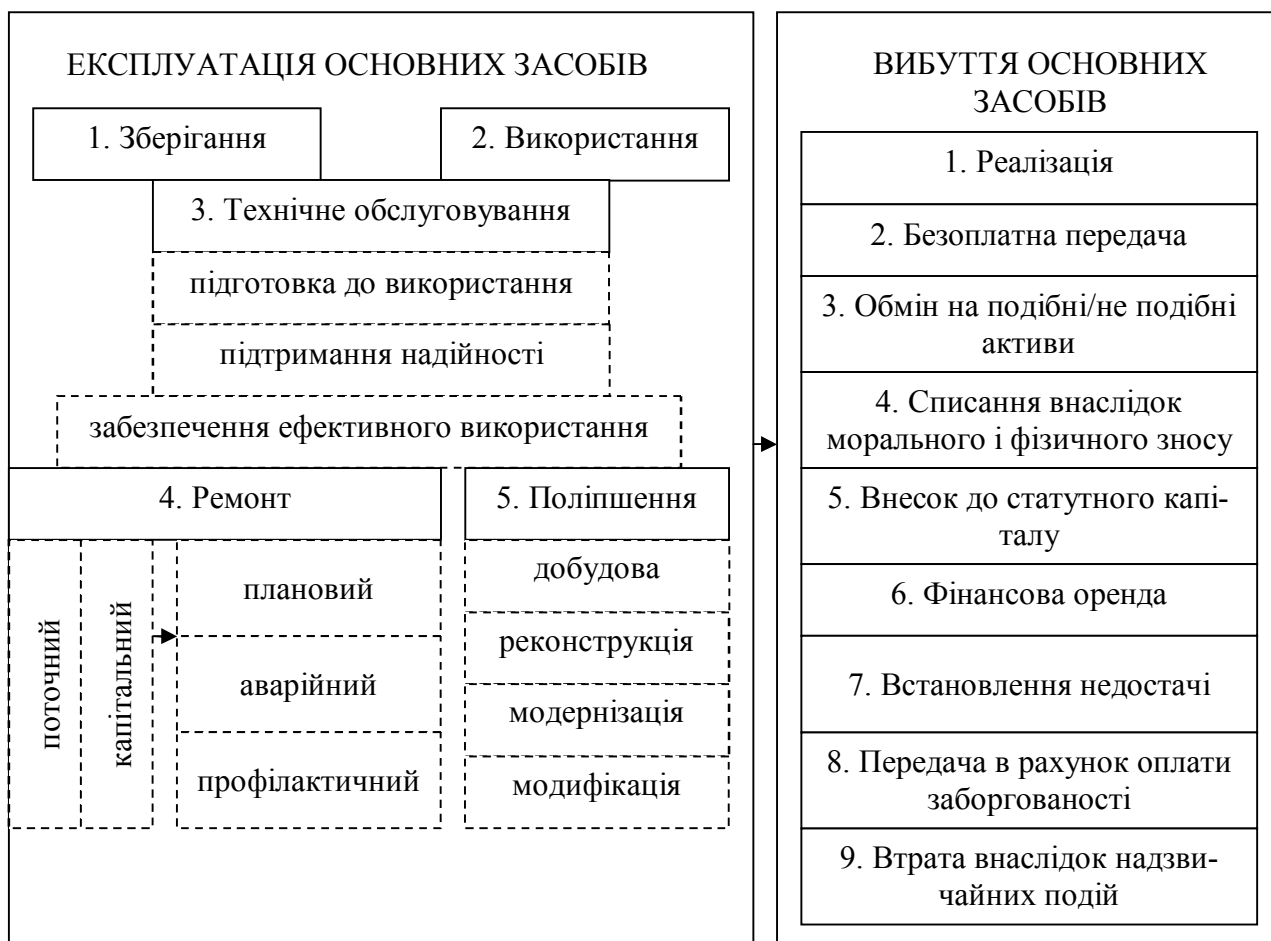 ЕКСПЛУАТАЦІЯ ОСНОВНИХ ЗАСОБІВ
1. Зберігання
2. Використання
3. Технічне обслуговування
підготовка до використання
підтримання надійності
забезпечення ефективного використання
4. Ремонт
5. Поліпшення
поточний
капітальний
плановий
аварійний
профілактичний
добудова
реконструкція
модернізація
модифікація
ВИБУТТЯ ОСНОВНИХ
ЗАСОБІВ
1. Реалізація
2. Безоплатна передача
3. Обмін на подібні/не подібні
активи
4. Списання внаслідок
морального і фізичного зносу
5. Внесок до статутного капі-
талу
6. Фінансова оренда
7. Встановлення недостачі
8. Передача в рахунок оплати
заборгованості
9. Втрата внаслідок надзви-
чайних подій